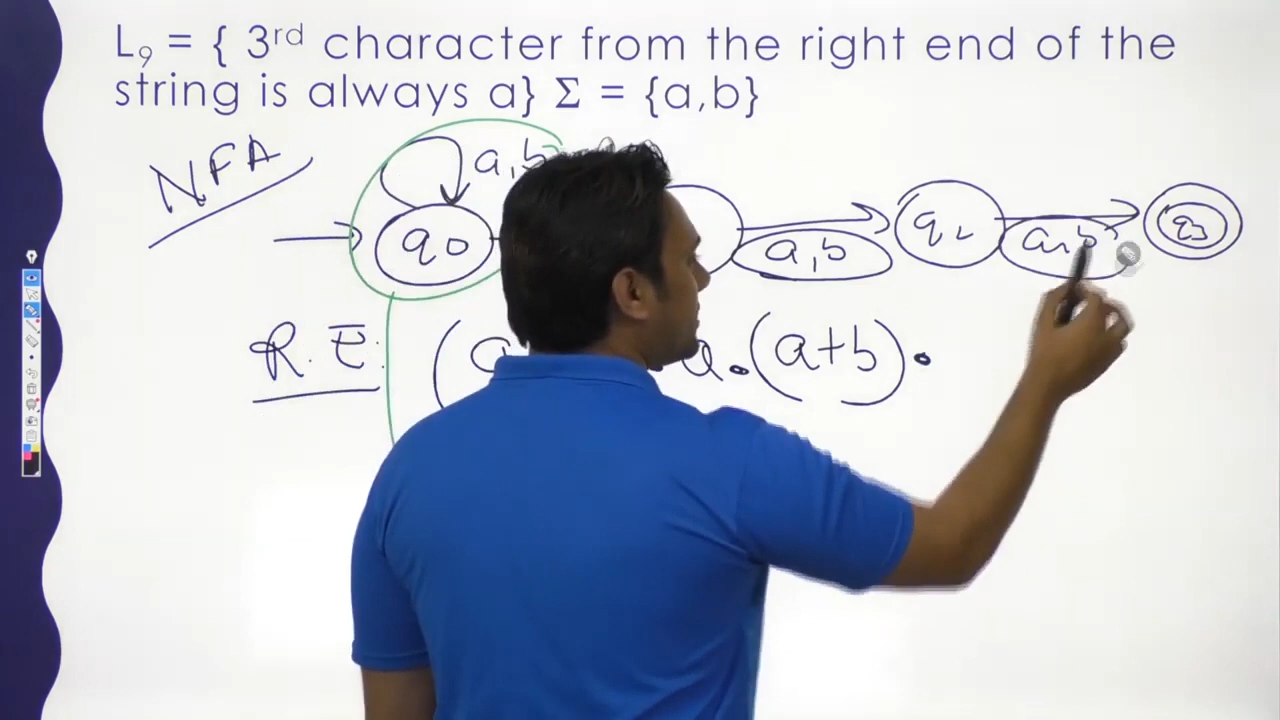 L₉ = { 3rd character from the right end of the
string is always a} Σ = {a,b}
NFA
a,b
q0 a,b q2 a,b q3
R.E: (a a.(a+b).